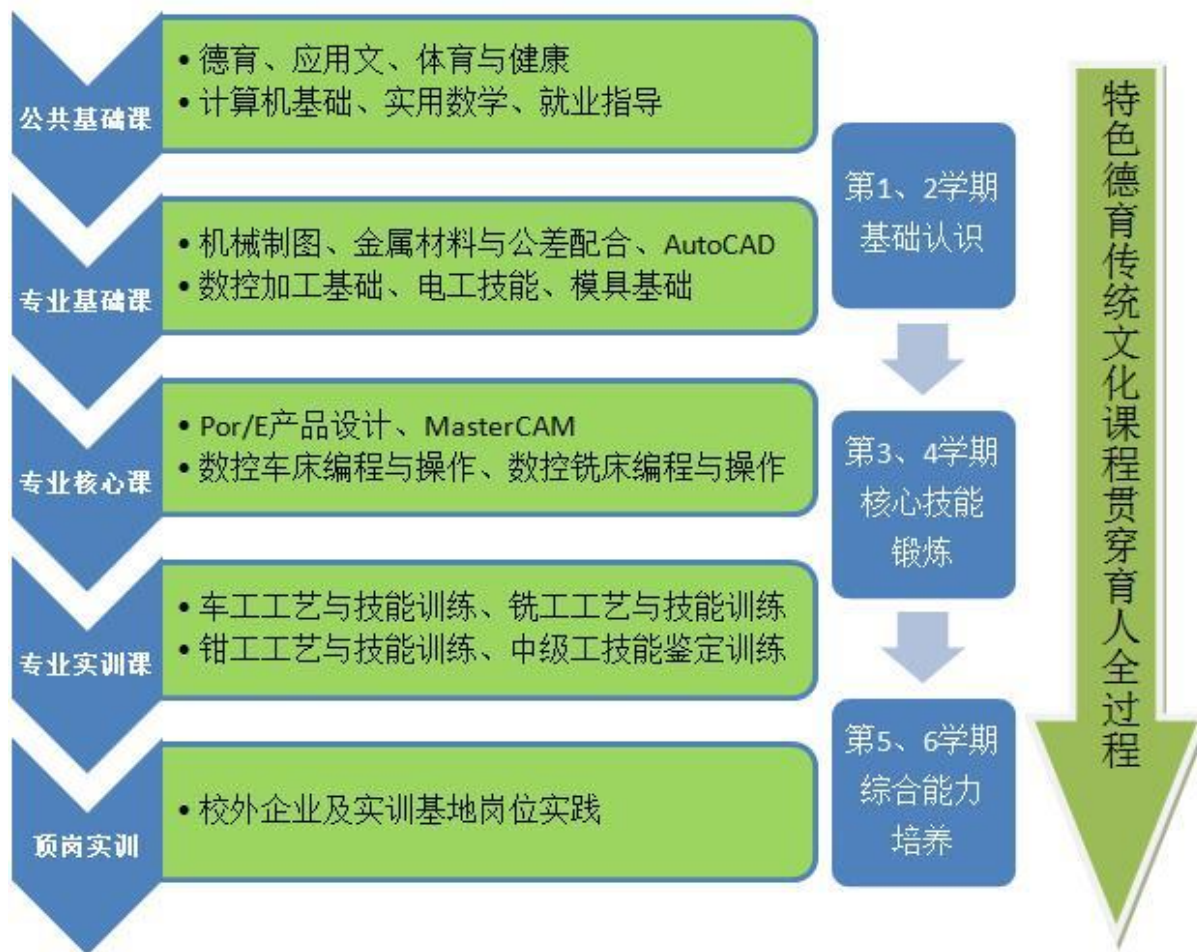 公共基础课
• 德育、应用文、体育与健康
• 计算机基础、实用数学、就业指导
专业基础课
• 机械制图、金属材料与公差配合、AutoCAD
• 数控加工基础、电工技能、模具基础
专业核心课
• Por/E产品设计、MasterCAM
• 数控车床编程与操作、数控铣床编程与操作
专业实训课
• 车工工艺与技能训练、铣工工艺与技能训练
• 钳工工艺与技能训练、中级工技能鉴定训练
顶岗实训
• 校外企业及实训基地岗位实践
第1、2学期
基础认识
第3、4学期
核心技能
锻炼
第5、6学期
综合能力
培养
特色德育传统文化课程贯穿育人全过程